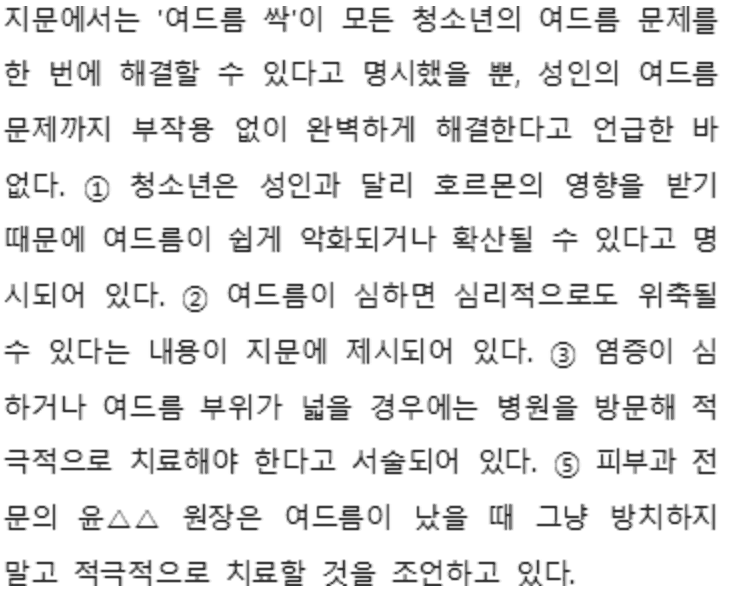 지문에서는 '여드름 싹'이 모든 청소년의 여드름 문제를
한 번에 해결할 수 있다고 명시했을 뿐, 성인의 여드름
문제까지 부작용 없이 완벽하게 해결한다고 언급한 바
없다. ① 청소년은 성인과 달리 호르몬의 영향을 받기
때문에 여드름이 쉽게 악화되거나 확산될 수 있다고 명
시되어 있다. ② 여드름이 심하면 심리적으로도 위축될
수 있다는 내용이 지문에 제시되어 있다. ③ 염증이 심
하거나 여드름 부위가 넓을 경우에는 병원을 방문해 적
극적으로 치료해야 한다고 서술되어 있다. ⑤ 피부과 전
문의 윤△△ 원장은 여드름이 났을 때 그냥 방치하지
말고 적극적으로 치료할 것을 조언하고 있다.